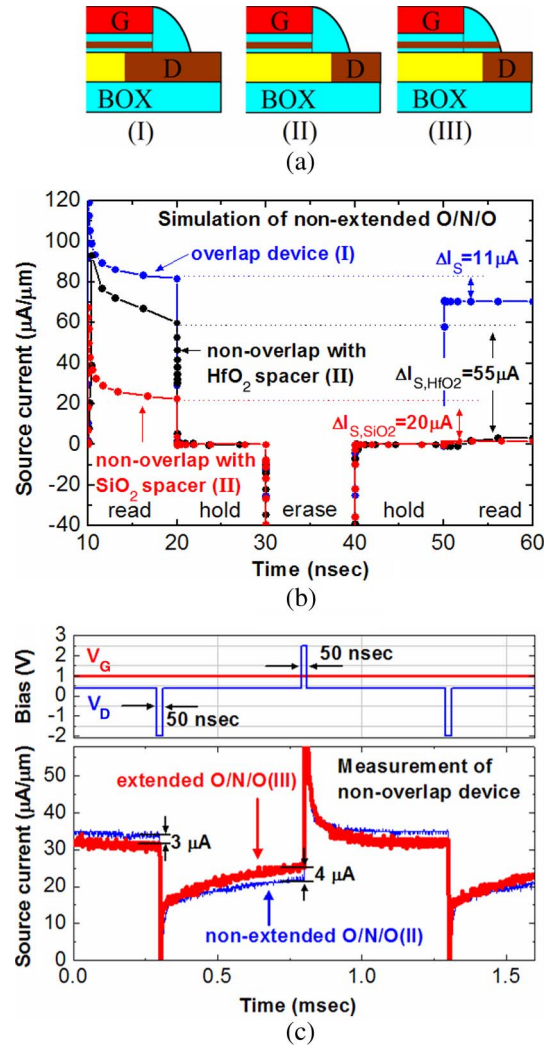 G G G
D D D
BOX BOX BOX
(I) (II) (III)
(a)
Simulation of non-extended O/N/O
overlap device (I)
ΔI_S=11µA
non-overlap with
HfO₂ spacer (II)
ΔI_S,HfO2=55µA
ΔI_S,SiO2=20µA
non-overlap with
SiO₂ spacer (II)
read hold erase hold read
Source current (µA/µm)
120
100
80
60
40
20
0
-20
-40
10 20 30 40 50 60
Time (nsec)
(b)
Bias (V)
3
2
1
0
-1
-2
V_G
V_D
50 nsec
50 nsec
Source current (µA/µm)
50
40
30
20
10
0
extended O/N/O(III)
Measurement of
non-overlap device
3 µA
4 µA
non-extended O/N/O(II)
0.0 0.5 1.0 1.5
Time (msec)
(c)